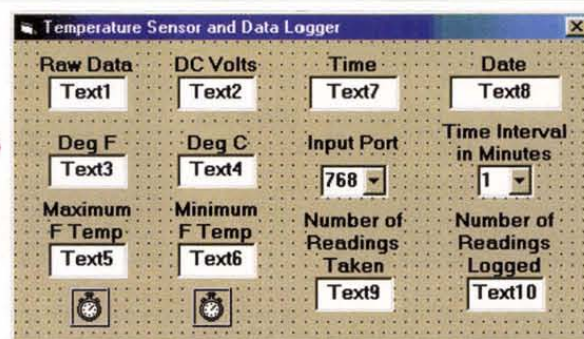 Temperature Sensor and Data Logger
Raw Data DC Volts Time Date
Text1 Text2 Text7 Text8
Deg F Deg C Input Port Time Interval in Minutes
Text3 Text4 768 1
Maximum F Temp Minimum F Temp Number of Readings Taken Number of Readings Logged
Text5 Text6 Text9 Text10